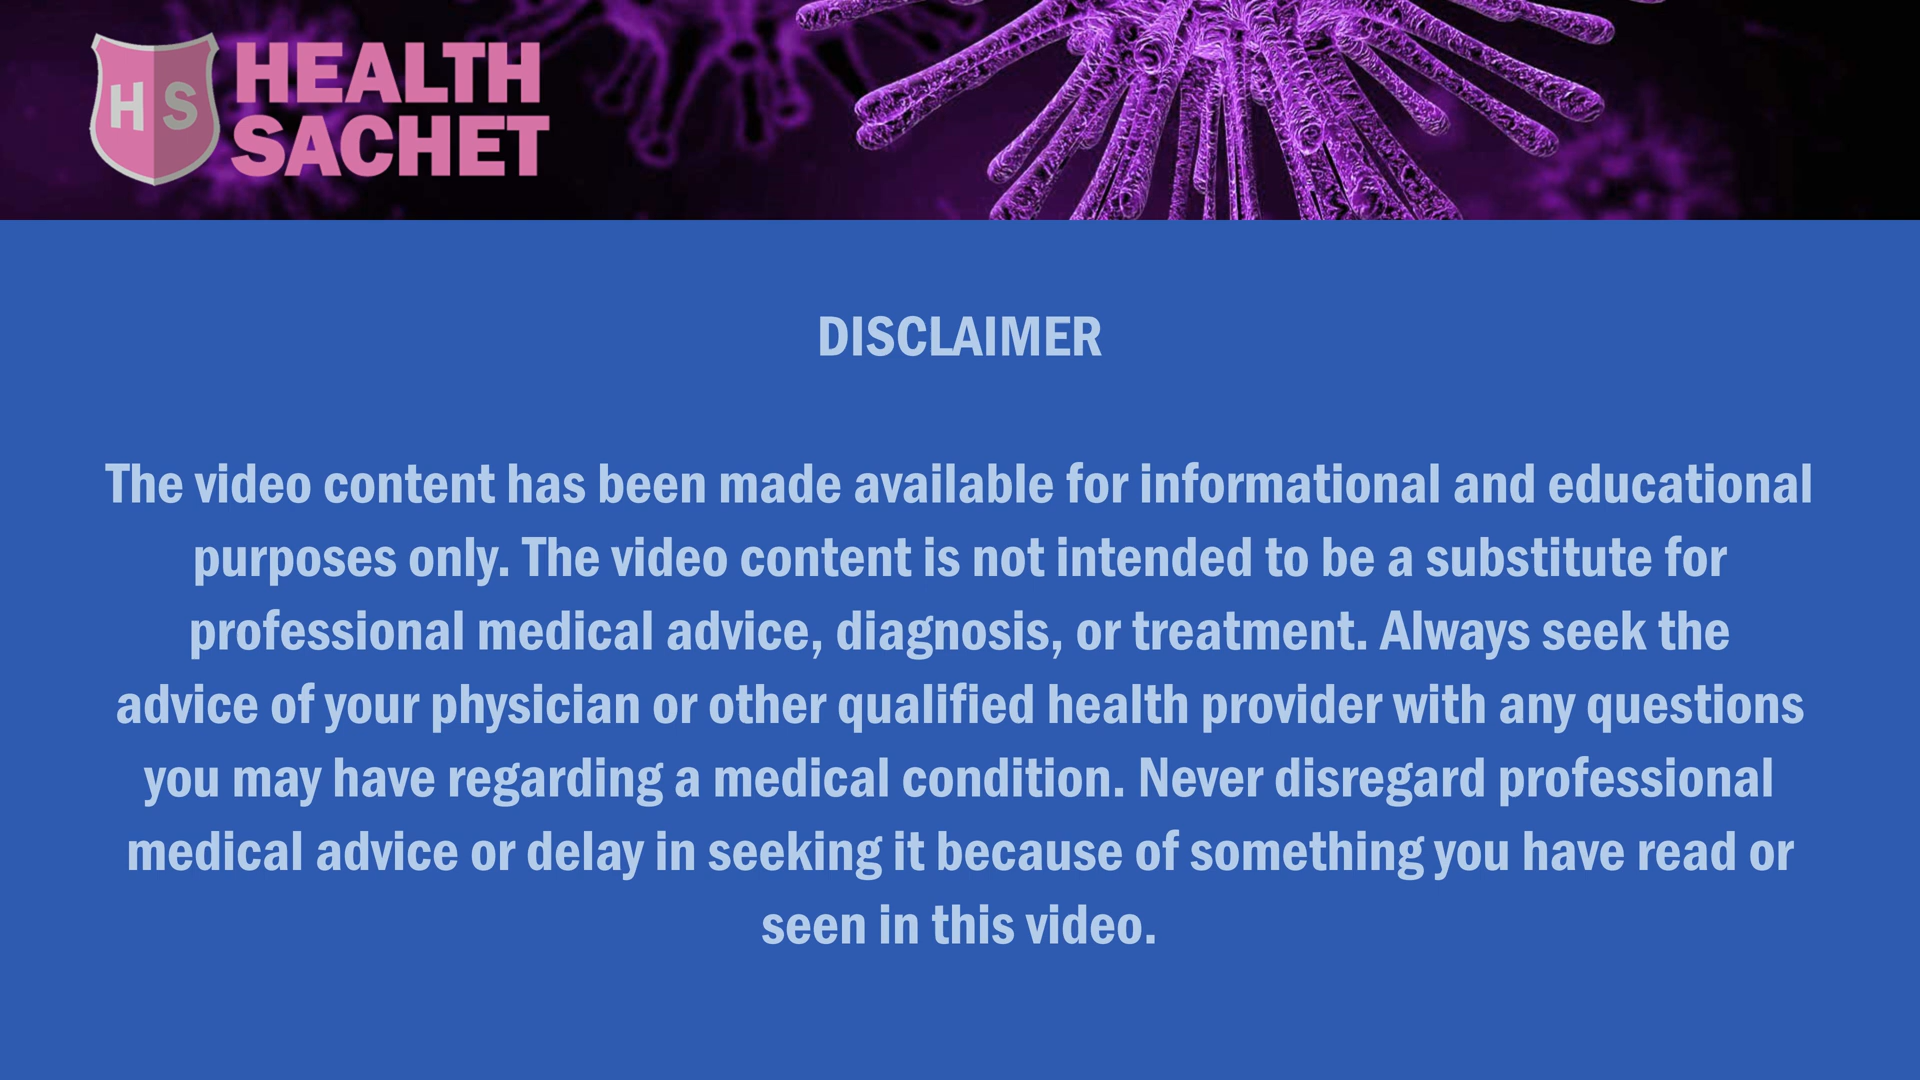 HS
HEALTH
SACHET
DISCLAIMER
The video content has been made available for informational and educational
purposes only. The video content is not intended to be a substitute for
professional medical advice, diagnosis, or treatment. Always seek the
advice of your physician or other qualified health provider with any questions
you may have regarding a medical condition. Never disregard professional
medical advice or delay in seeking it because of something you have read or
seen in this video.